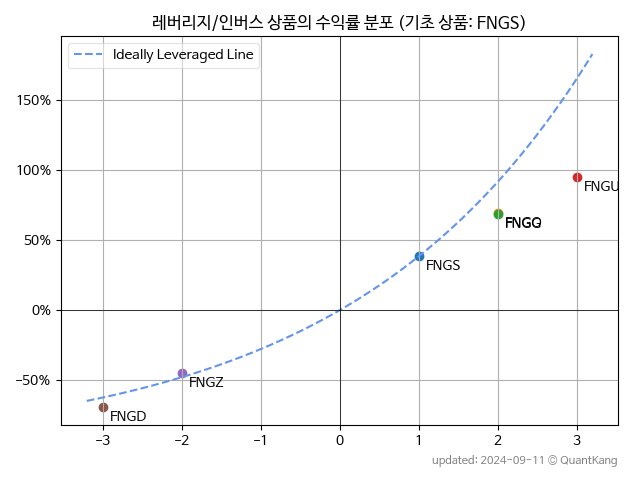 레버리지/인버스 상품의 수익률 분포 (기초 상품: FNGS)
Ideally Leveraged Line
150%
100%
FNGU
50%
FNGS
0%
FNGZ
−50%
FNGD
−3 −2 −1 0 1 2 3
updated: 2024-09-11 © QuantKang